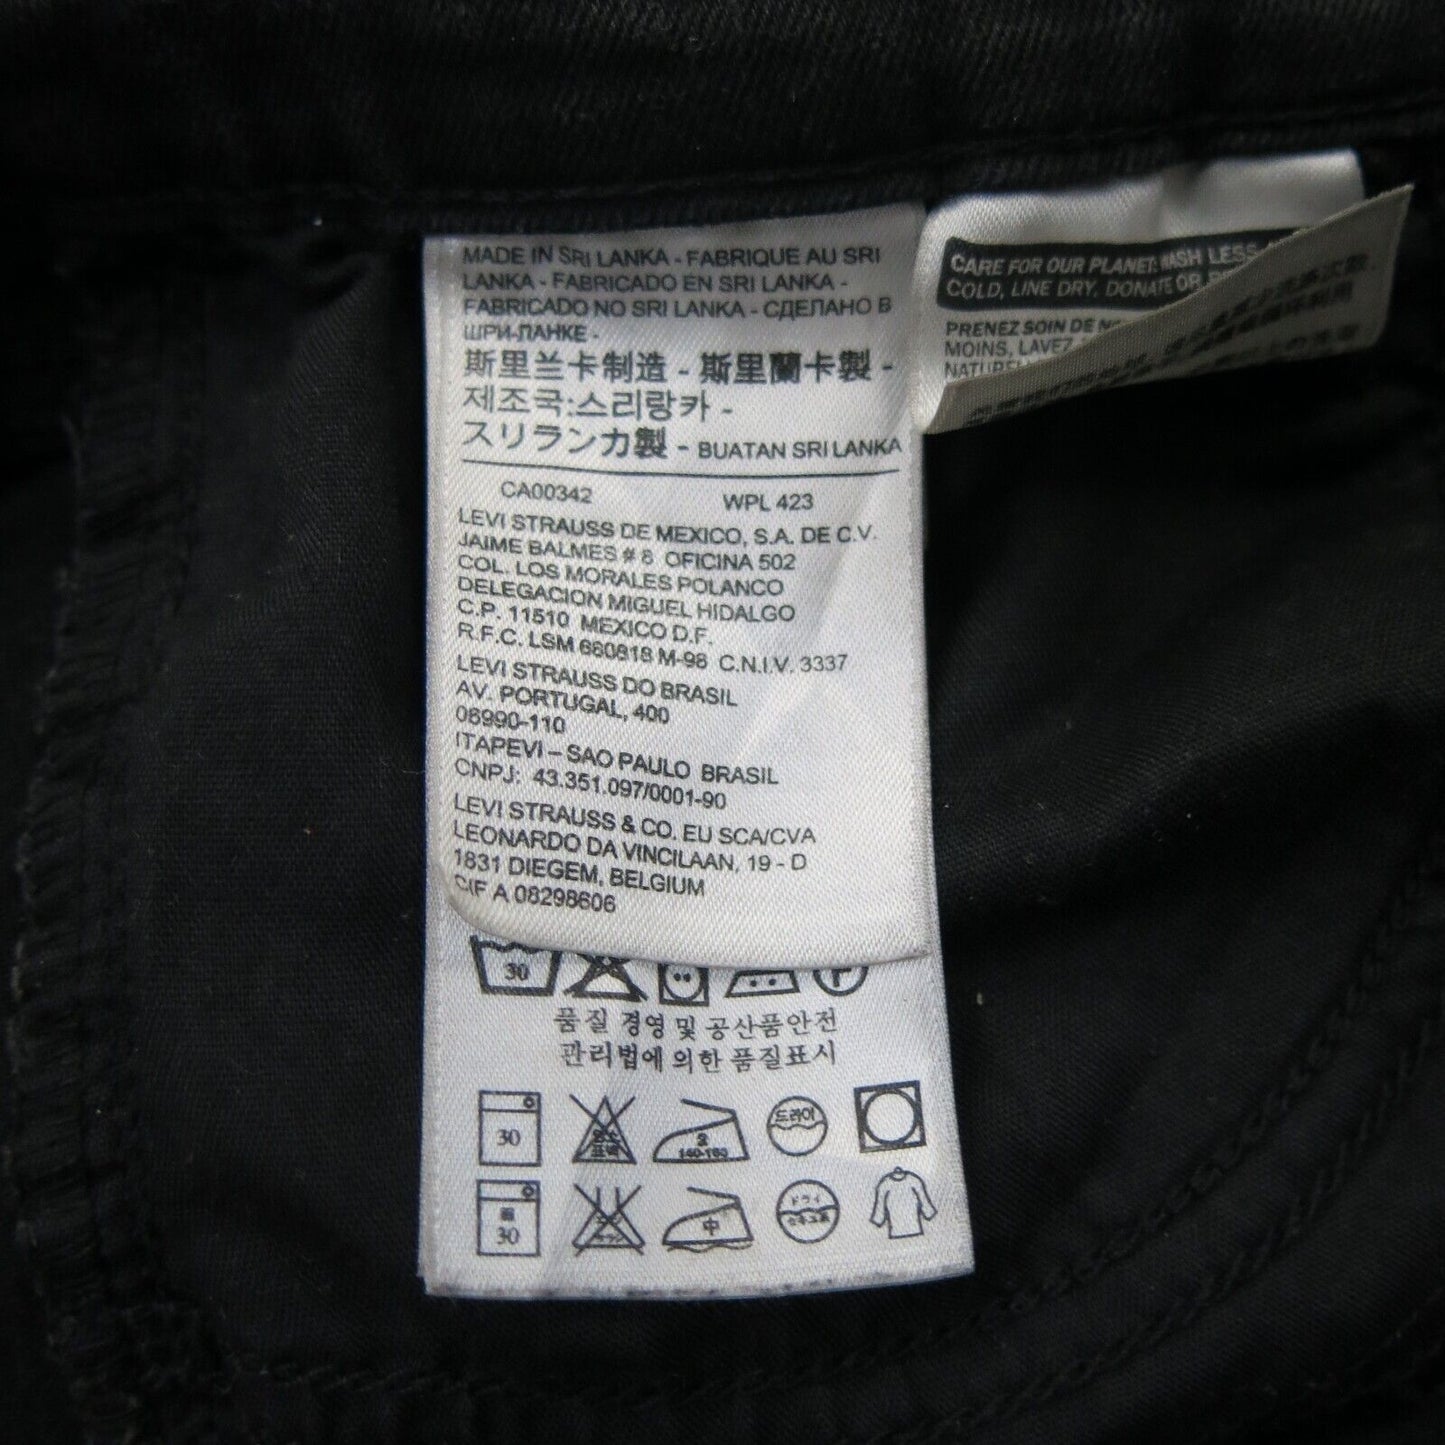 MADE IN SRI LANKA - FABRIQUE AU SRI
LANKA - FABRICADO EN SRI LANKA -
FABRICADO NO SRI LANKA - СДЕЛАНО В
ШРИ-ЛАНКЕ -
斯里兰卡制造 - 斯里蘭卡製 -
제조국:스리랑카 -
スリランカ製 - BUATAN SRI LANKA
CA00342 WPL 423
LEVI STRAUSS DE MEXICO, S.A. DE C.V.
JAIME BALMES # 8 OFICINA 502
COL. LOS MORALES POLANCO
DELEGACION MIGUEL HIDALGO
C.P. 11510 MEXICO D.F.
R.F.C. LSM 680818 M-98 C.N.I.V. 3337
LEVI STRAUSS DO BRASIL
AV. PORTUGAL, 400
06990-110
ITAPEVI – SAO PAULO BRASIL
CNPJ: 43.351.097/0001-90
LEVI STRAUSS & CO. EU SCA/CVA
LEONARDO DA VINCILAAN, 19 - D
1831 DIEGEM, BELGIUM
CIF A 08298606
30
F
품질 경영 및 공산품안전
관리법에 의한 품질표시
30 드라이
30 中 ドライ
CARE FOR OUR PLANET: WASH LESS
COLD, LINE DRY, DONATE OR
PRENEZ SOIN DE
MOINS, LAVEZ